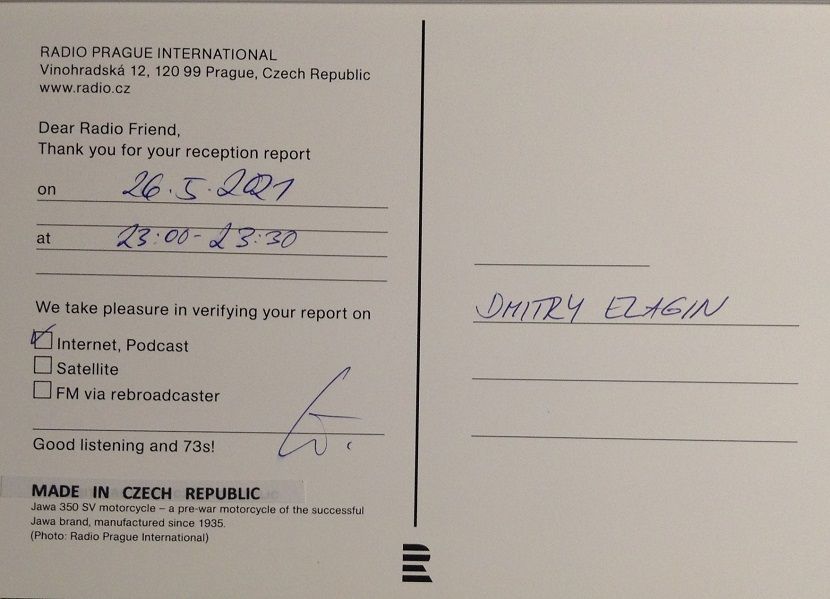 RADIO PRAGUE INTERNATIONAL
Vinohradská 12, 120 99 Prague, Czech Republic
www.radio.cz
Dear Radio Friend,
Thank you for your reception report
on 26.5.2021
at 23:00-23:30
We take pleasure in verifying your report on
Internet, Podcast
Satellite
FM via rebroadcaster
Good listening and 73s!
MADE IN CZECH REPUBLIC
Jawa 350 SV motorcycle – a pre-war motorcycle of the successful
Jawa brand, manufactured since 1935.
(Photo: Radio Prague International)
DMITRY ELAGIN